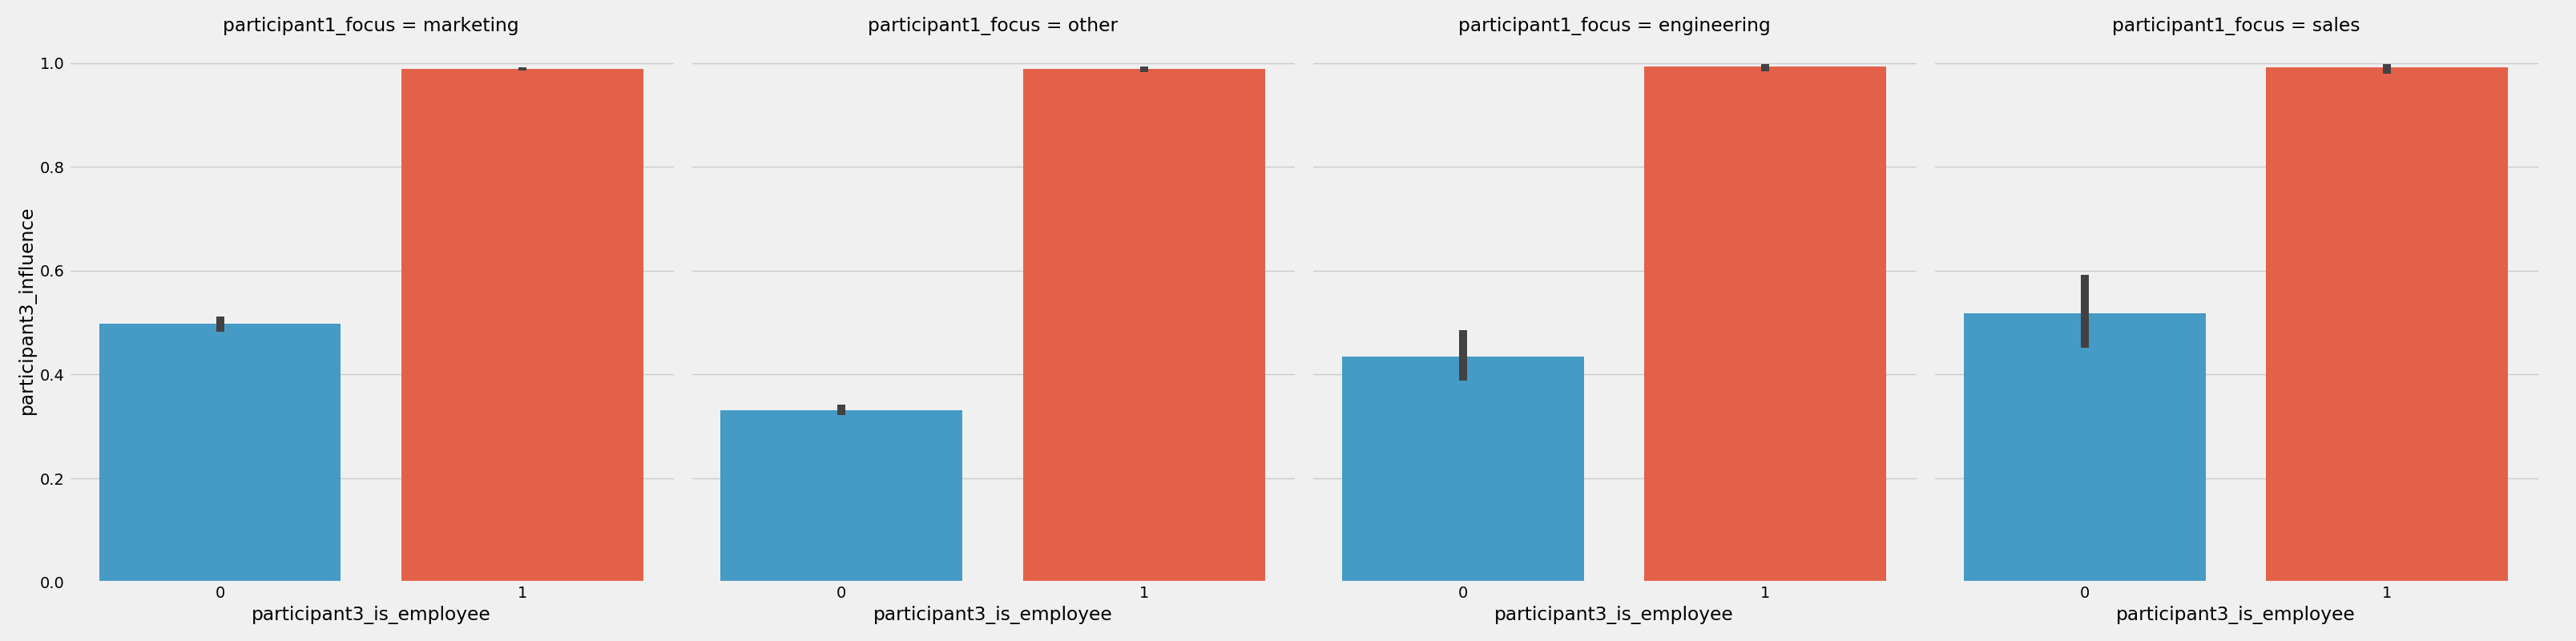 participant1_focus = marketing
participant1_focus = other
participant1_focus = engineering
participant1_focus = sales
participant3_influence
1.0
0.8
0.6
0.4
0.2
0.0
0
1
0
1
0
1
0
1
participant3_is_employee
participant3_is_employee
participant3_is_employee
participant3_is_employee